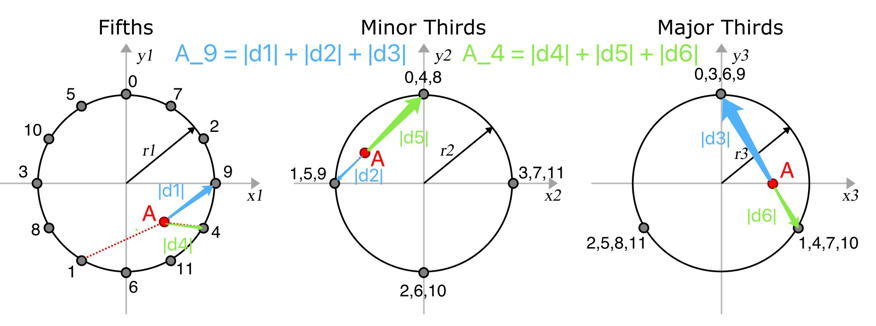 Fifths
Minor Thirds
Major Thirds
y1
A_9 = |d1| + |d2| + |d3|
y2
A_4 = |d4| + |d5| + |d6|
y3
0
5
7
10
2
r1
3
9
x1
|d1|
A
8
4
|d4|
1
11
6
0,4,8
|d5|
r2
A
|d2|
1,5,9
3,7,11
x2
2,6,10
0,3,6,9
|d3|
r3
A
x3
|d6|
2,5,8,11
1,4,7,10